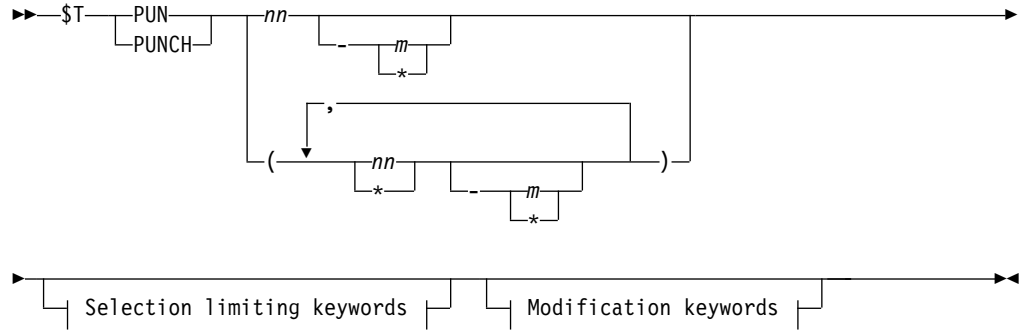 $T PUN nn
PUNCH - m
*
,
( nn )
* - m
*
Selection limiting keywords Modification keywords